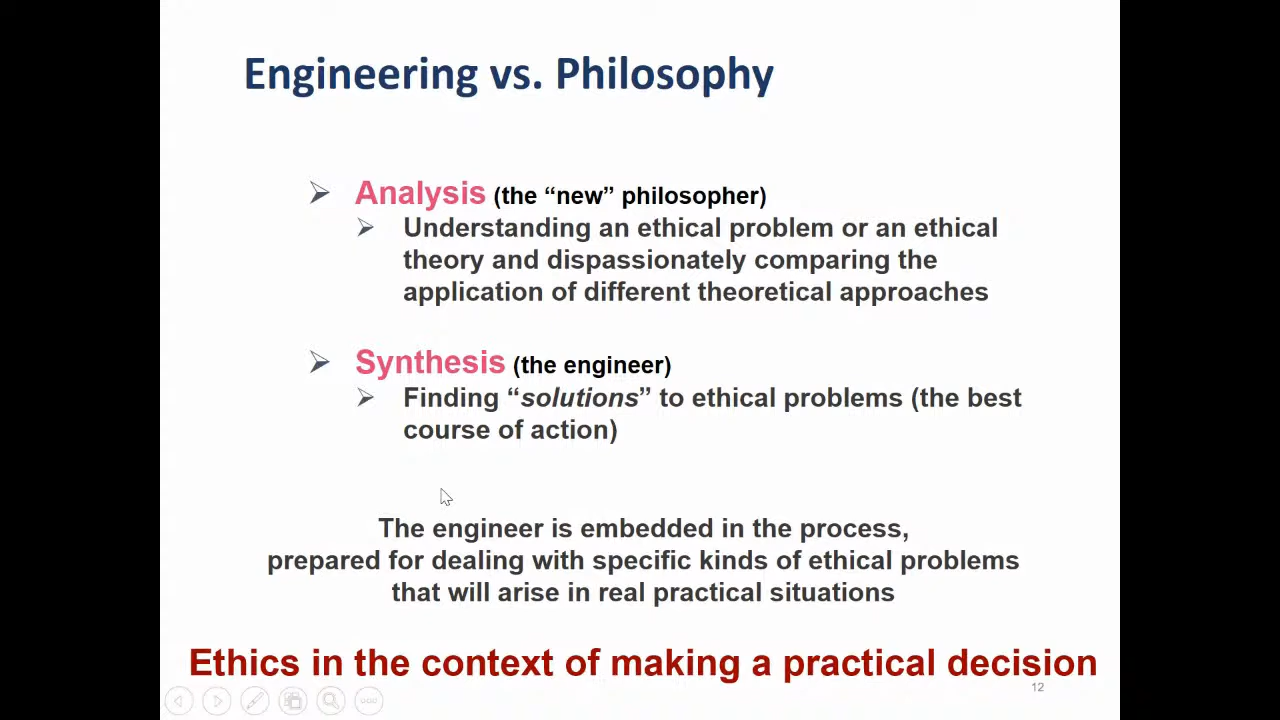 Engineering vs. Philosophy
Analysis (the “new” philosopher)
Understanding an ethical problem or an ethical
theory and dispassionately comparing the
application of different theoretical approaches
Synthesis (the engineer)
Finding “solutions” to ethical problems (the best
course of action)
The engineer is embedded in the process,
prepared for dealing with specific kinds of ethical problems
that will arise in real practical situations
Ethics in the context of making a practical decision
12